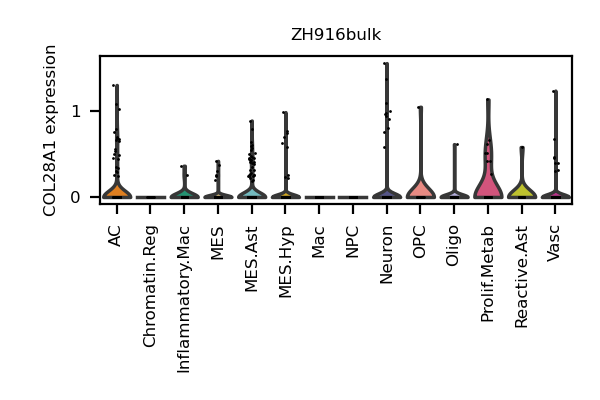 ZH916bulk
COL28A1 expression
1
0
AC
Chromatin.Reg
Inflammatory.Mac
MES
MES.Ast
MES.Hyp
Mac
NPC
Neuron
OPC
Oligo
Prolif.Metab
Reactive.Ast
Vasc